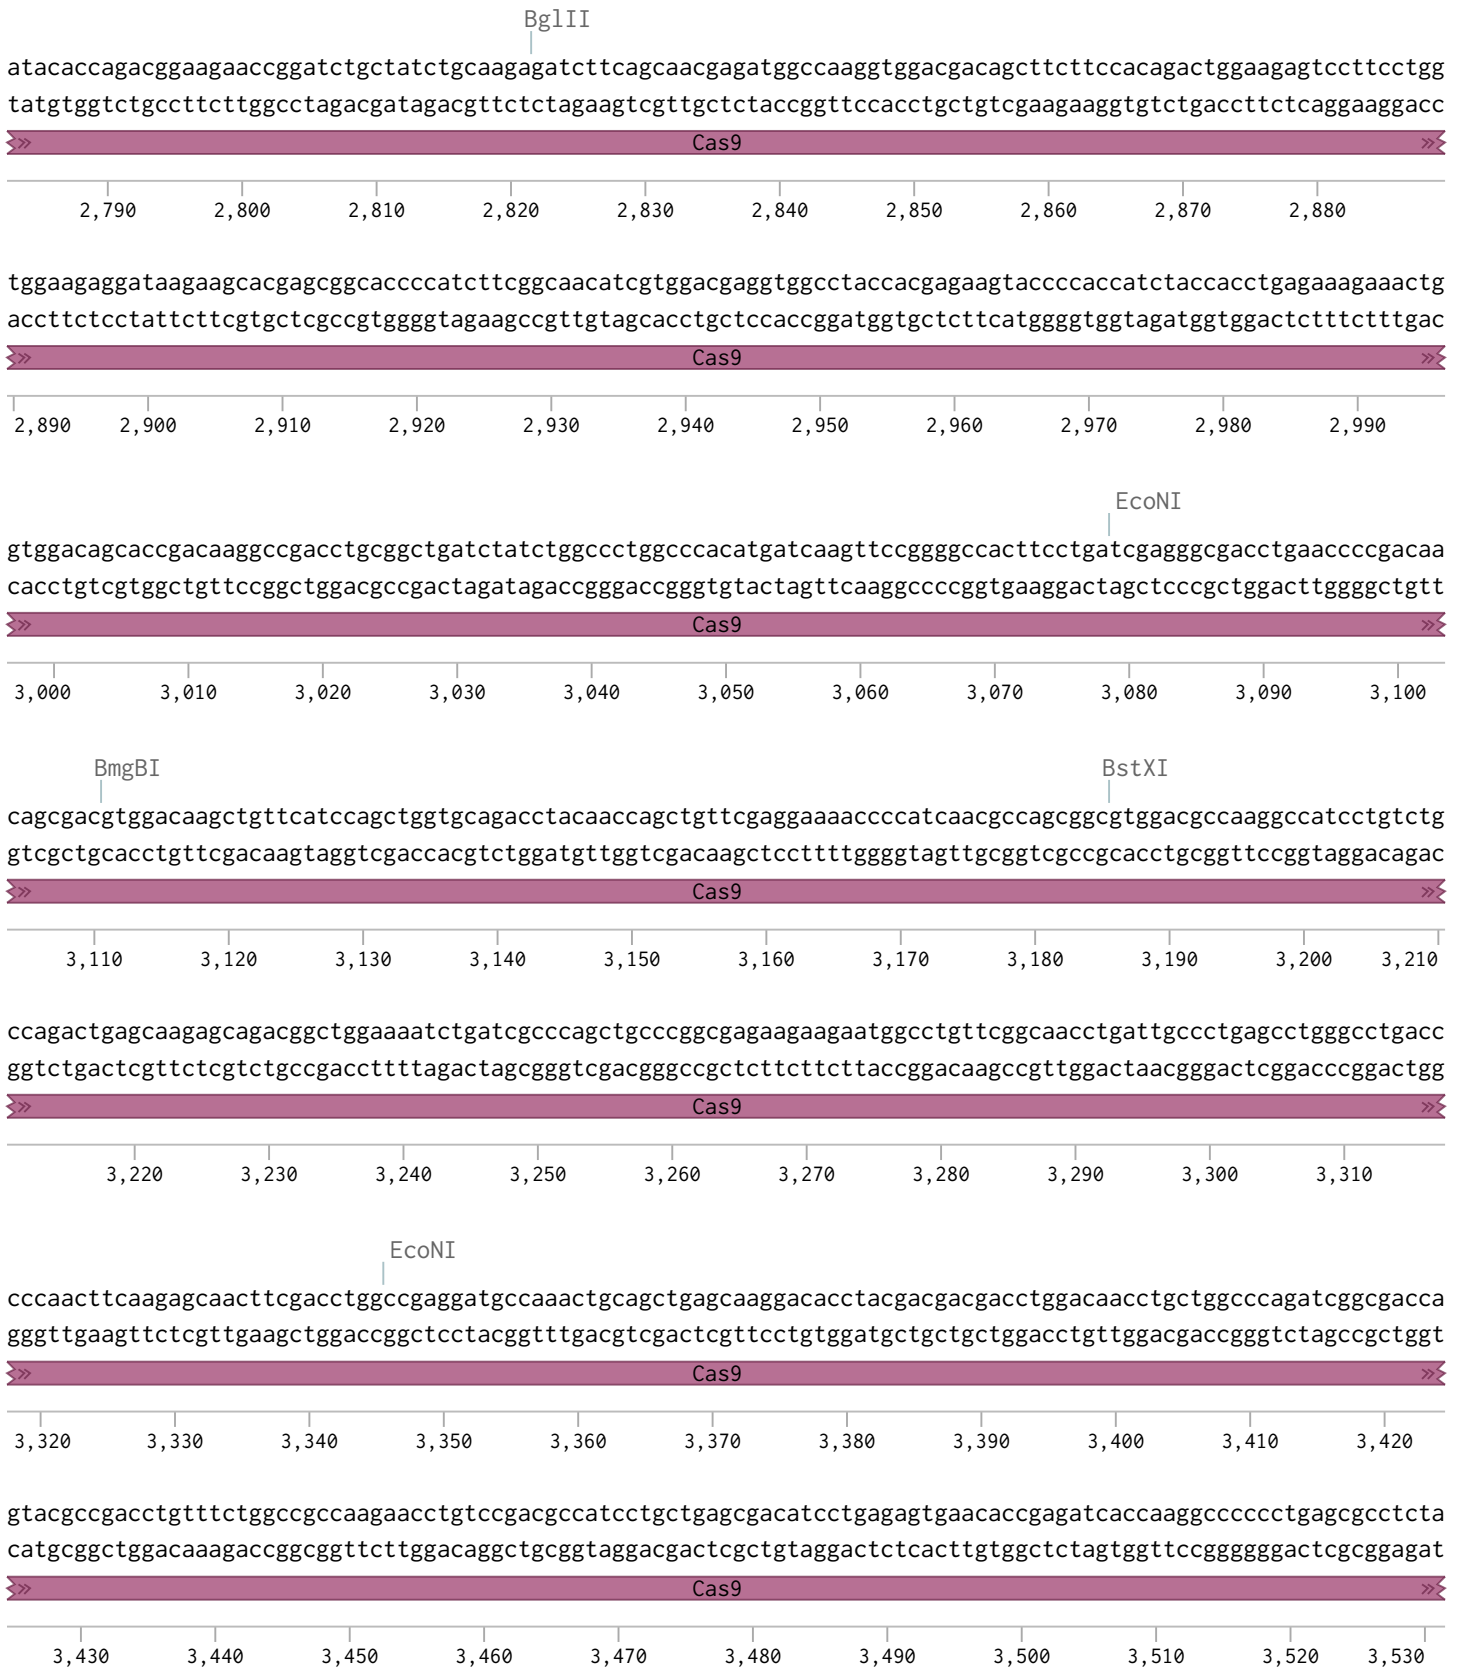 BglII
atacaccagacggaagaaccggatctgctatctgcaagagatcttcagcaacgagatggccaaggtggacgacagcttcttccacagactggaagagtccttcctgg
tatgtggtctgccttcttggcctagacgatagacgttctctagaagtcgttgctctaccggttccacctgctgtcgaagaaggtgtctgaccttctcaggaaggacc
Cas9
2,790 2,800 2,810 2,820 2,830 2,840 2,850 2,860 2,870 2,880
tggaagaggataagaagcacgagcggcaccccatcttcggcaacatcgtggacgaggtggcctaccacgagaagtaccccaccatctaccacctgagaaagaaactg
accttctcctattcttcgtgctcgccgtggggtagaagccgttgtagcacctgctccaccggatggtgctcttcatggggtggtagatggtggactctttctttgac
Cas9
2,890 2,900 2,910 2,920 2,930 2,940 2,950 2,960 2,970 2,980 2,990
EcoNI
gtggacagcaccgacaaggccgacctgcggctgatctatctggccctggcccacatgatcaagttccggggccacttcctgatcgagggcgacctgaaccccgacaa
cacctgtcgtggctgttccggctggacgccgactagatagaccgggaccgggtgtactagttcaaggccccggtgaaggactagctcccgctggacttggggctgtt
Cas9
3,000 3,010 3,020 3,030 3,040 3,050 3,060 3,070 3,080 3,090 3,100
BmgBI BstXI
cagcgacgtggacaagctgttcatccagctggtgcagacctacaaccagctgttcgaggaaaaccccatcaacgccagcggcgtggacgccaaggccatcctgtctg
gtcgctgcacctgttcgacaagtaggtcgaccacgtctggatgttggtcgacaagctccttttggggtagttgcggtcgccgcacctgcggttccggtaggacagac
Cas9
3,110 3,120 3,130 3,140 3,150 3,160 3,170 3,180 3,190 3,200 3,210
ccagactgagcaagagcagacggctggaaaatctgatcgcccagctgcccggcgagaagaagaatggcctgttcggcaacctgattgccctgagcctgggcctgacc
ggtctgactcgttctcgtctgccgaccttttagactagcgggtcgacgggccgctcttcttcttaccggacaagccgttggactaacgggactcggacccggactgg
Cas9
3,220 3,230 3,240 3,250 3,260 3,270 3,280 3,290 3,300 3,310
EcoNI
cccaacttcaagagcaacttcgacctggccgaggatgccaaactgcagctgagcaaggacacctacgacgacgacctggacaacctgctggcccagatcggcgacca
gggttgaagttctcgttgaagctggaccggctcctacggtttgacgtcgactcgttcctgtggatgctgctgctggacctgttggacgaccgggtctagccgctggt
Cas9
3,320 3,330 3,340 3,350 3,360 3,370 3,380 3,390 3,400 3,410 3,420
gtacgccgacctgtttctggccgccaagaacctgtccgacgccatcctgctgagcgacatcctgagagtgaacaccgagatcaccaaggcccccctgagcgcctcta
catgcggctggacaaagaccggcggttcttggacaggctgcggtaggacgactcgctgtaggactctcacttgtggctctagtggttccggggggactcgcggagat
Cas9
3,430 3,440 3,450 3,460 3,470 3,480 3,490 3,500 3,510 3,520 3,530